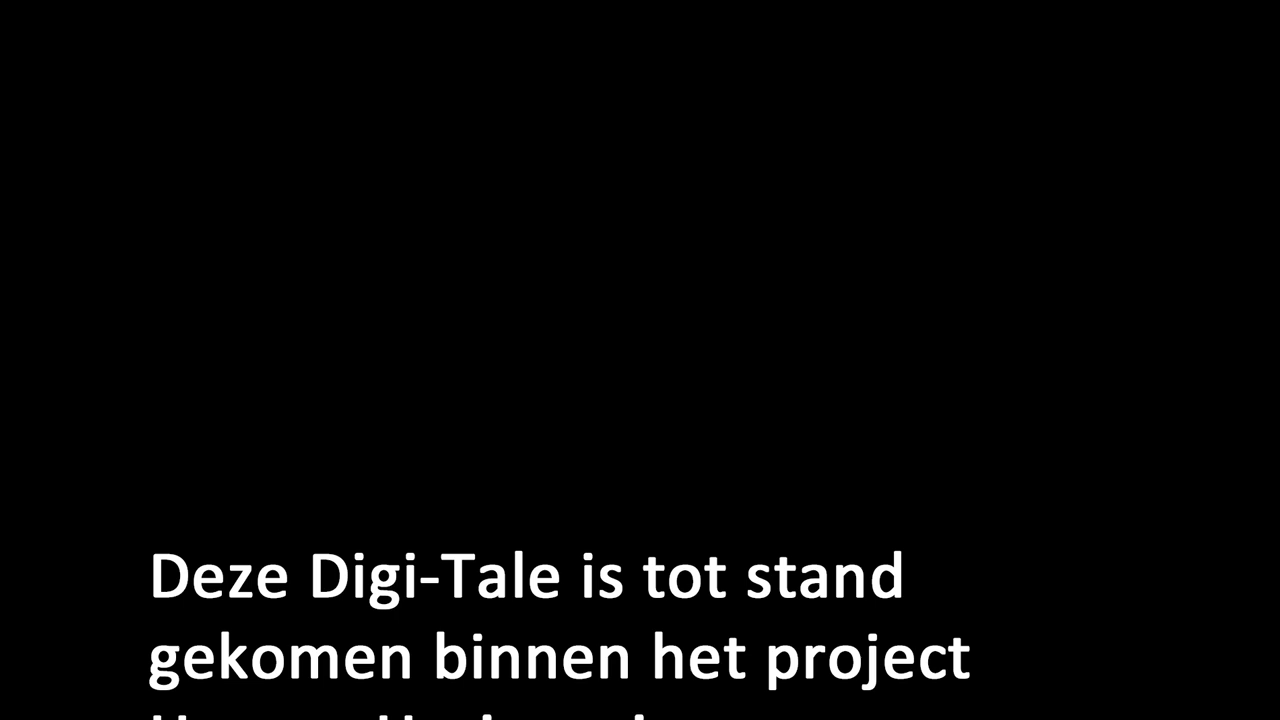 Deze Digi-Tale is tot stand
gekomen binnen het project